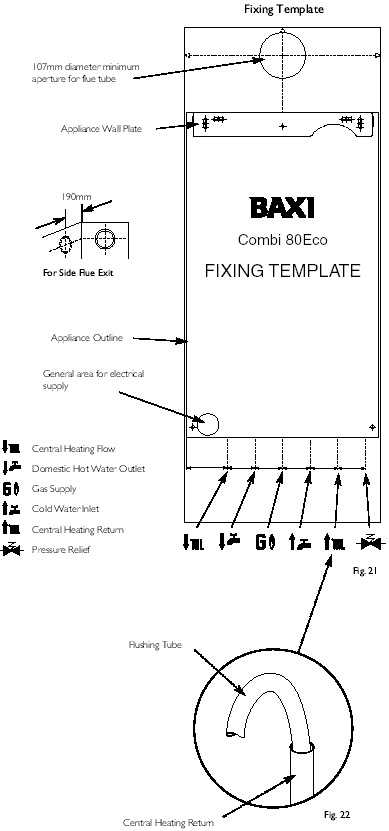 Fixing Template
107mm diameter minimum
aperture for flue tube
Appliance Wall Plate
190mm
For Side Flue Exit
BAXI
Combi 80Eco
FIXING TEMPLATE
Appliance Outline
General area for electrical
supply
Central Heating Flow
Domestic Hot Water Outlet
G Gas Supply
Cold Water Inlet
Central Heating Return
Pressure Relief
G
Fig. 21
Flushing Tube
Central Heating Return
Fig. 22